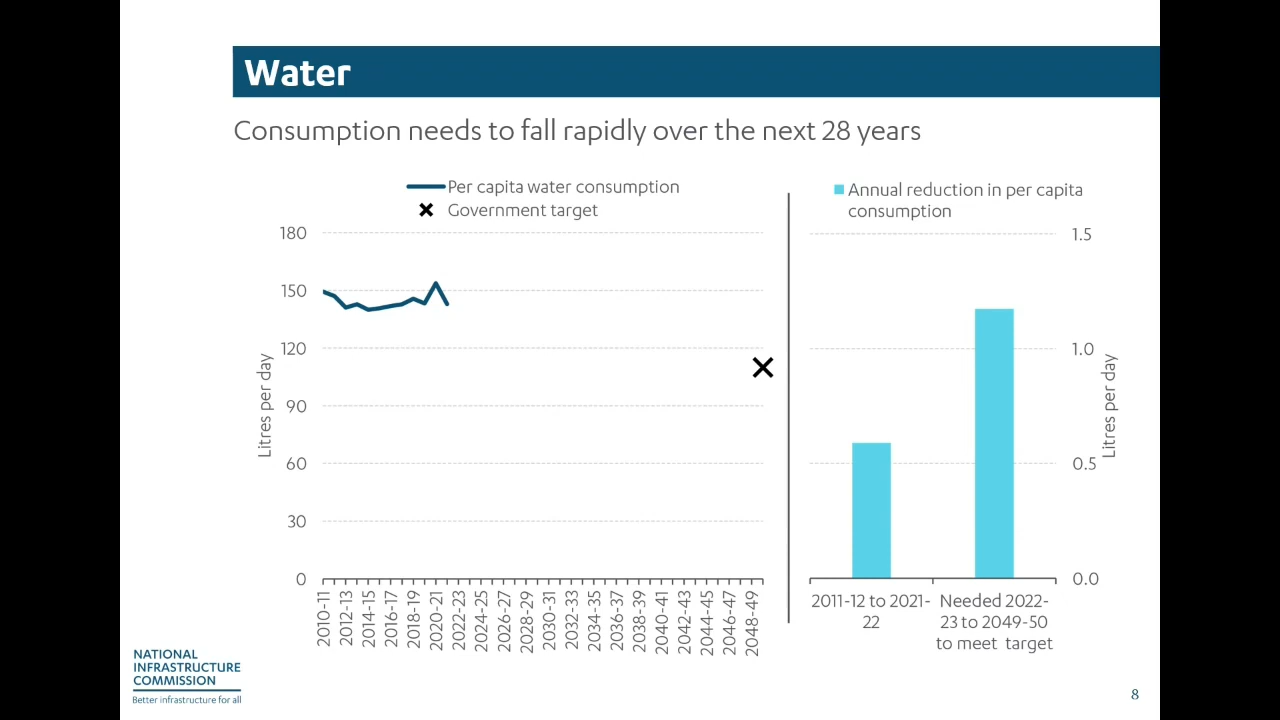 Water
Consumption needs to fall rapidly over the next 28 years
Per capita water consumption
Government target
180
150
120
90
60
30
0
Litres per day
2010-11
2012-13
2014-15
2016-17
2018-19
2020-21
2022-23
2024-25
2026-27
2028-29
2030-31
2032-33
2034-35
2036-37
2038-39
2040-41
2042-43
2044-45
2046-47
2048-49
Annual reduction in per capita
consumption
1.5
1.0
0.5
0.0
Litres per day
2011-12 to 2021-
22
Needed 2022-
23 to 2049-50
to meet target
NATIONAL
INFRASTRUCTURE
COMMISSION
Better infrastructure for all
8